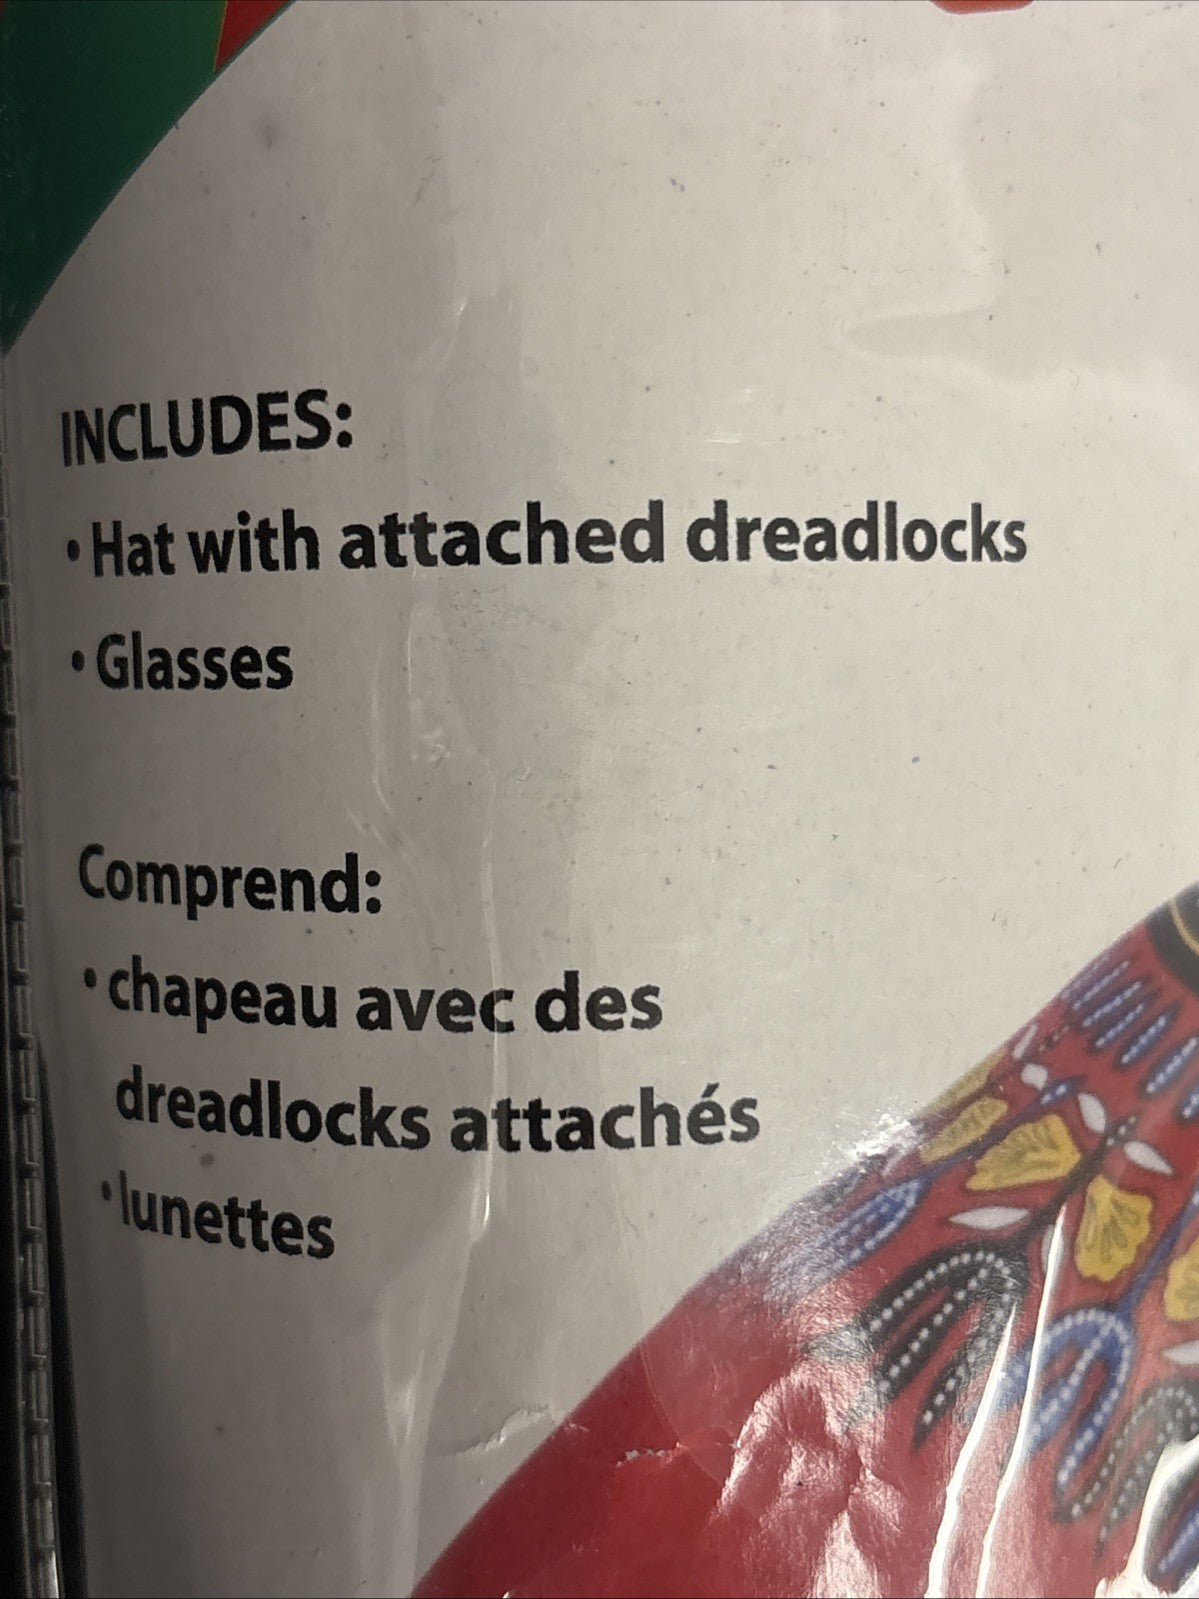 INCLUDES:
• Hat with attached dreadlocks
• Glasses
Comprend:
• chapeau avec des
dreadlocks attachés
• lunettes